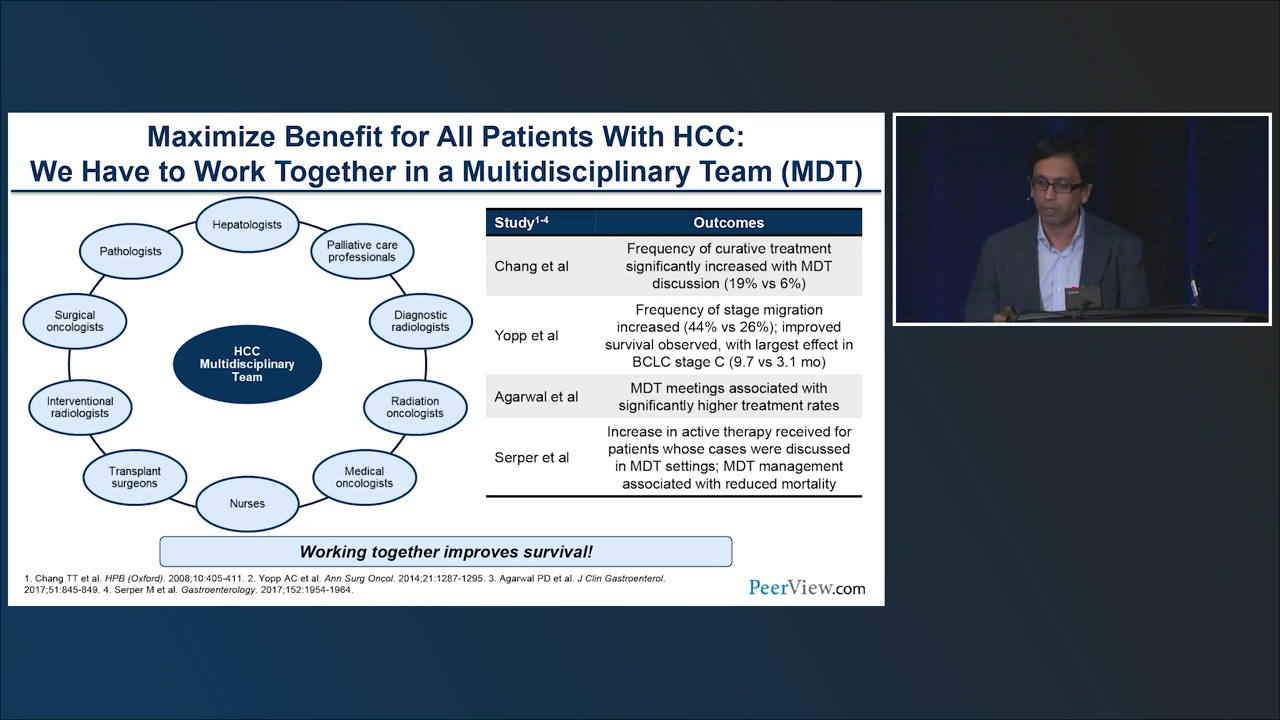 Maximize Benefit for All Patients With HCC:
We Have to Work Together in a Multidisciplinary Team (MDT)
Hepatologists
Palliative care
professionals
Diagnostic
radiologists
Radiation
oncologists
Medical
oncologists
Nurses
Transplant
surgeons
Interventional
radiologists
Surgical
oncologists
Pathologists
HCC
Multidisciplinary
Team
Study1-4 Outcomes
Chang et al
Frequency of curative treatment
significantly increased with MDT
discussion (19% vs 6%)
Yopp et al
Frequency of stage migration
increased (44% vs 26%); improved
survival observed, with largest effect in
BCLC stage C (9.7 vs 3.1 mo)
Agarwal et al
MDT meetings associated with
significantly higher treatment rates
Serper et al
Increase in active therapy received for
patients whose cases were discussed
in MDT settings; MDT management
associated with reduced mortality
Working together improves survival!
1. Chang TT et al. HPB (Oxford). 2008;10:405-411. 2. Yopp AC et al. Ann Surg Oncol. 2014;21:1287-1295. 3. Agarwal PD et al. J Clin Gastroenterol.
2017;51:845-849. 4. Serper M et al. Gastroenterology. 2017;152:1954-1964.
PeerView.com